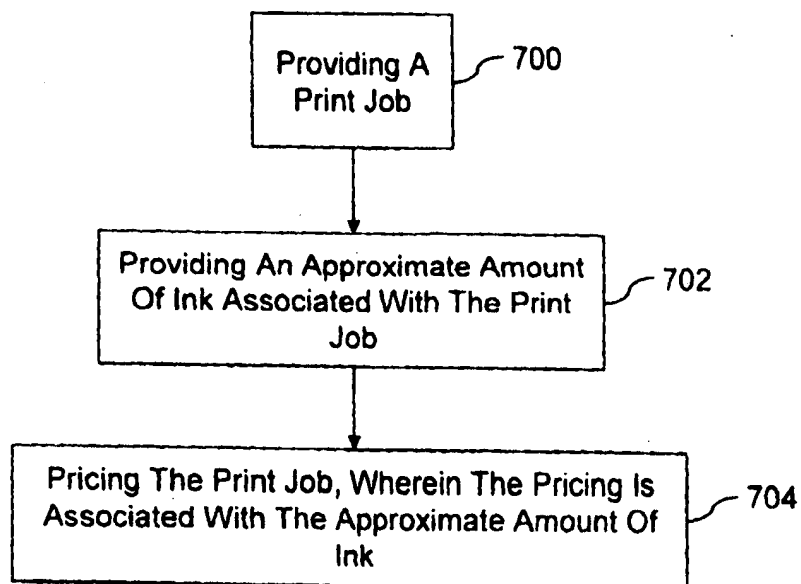 Providing A
Print Job
700
Providing An Approximate Amount
Of Ink Associated With The Print
Job
702
Pricing The Print Job, Wherein The Pricing Is
Associated With The Approximate Amount Of
Ink
704